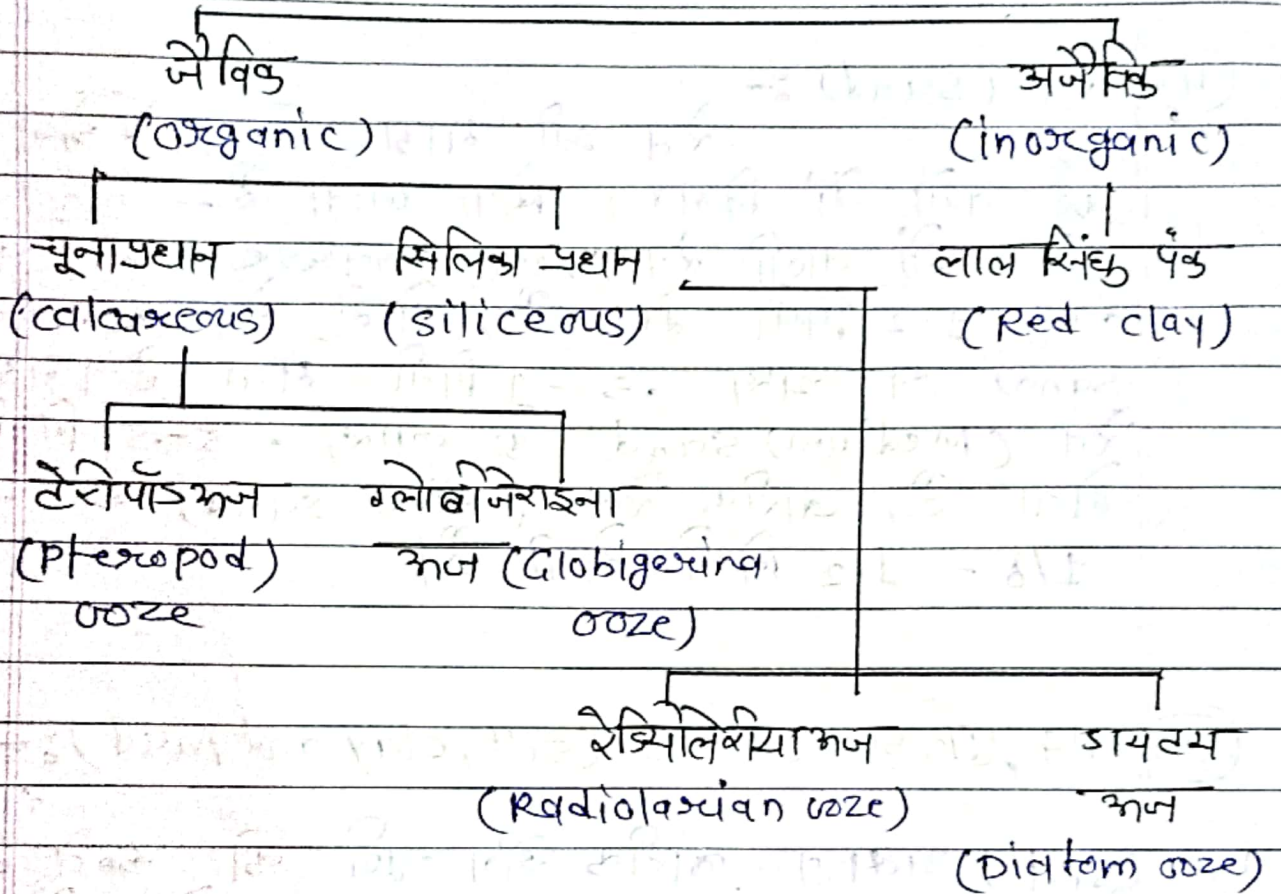 जैविक अजैविक
(organic) (inorganic)
चूनाप्रधान सिलिका प्रधान लाल सिंधु पंक
(calcareous) (siliceous) (Red clay)
टेरोपॉड ऊज ग्लोबीजेराइना
(Pteropod) ऊज (Globigerina
ooze ooze)
रेडियोलेरिया ऊज डायटम
(Radiolarian ooze) ऊज
(Diatom ooze)